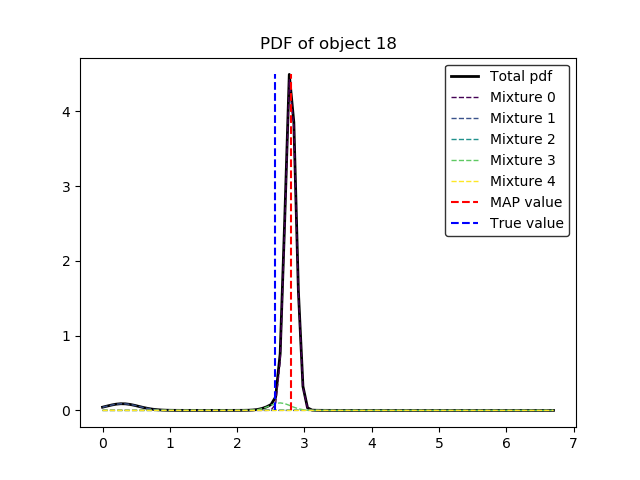 PDF of object 18
Total pdf
Mixture 0
Mixture 1
Mixture 2
Mixture 3
Mixture 4
MAP value
True value
4
3
2
1
0
0 1 2 3 4 5 6 7